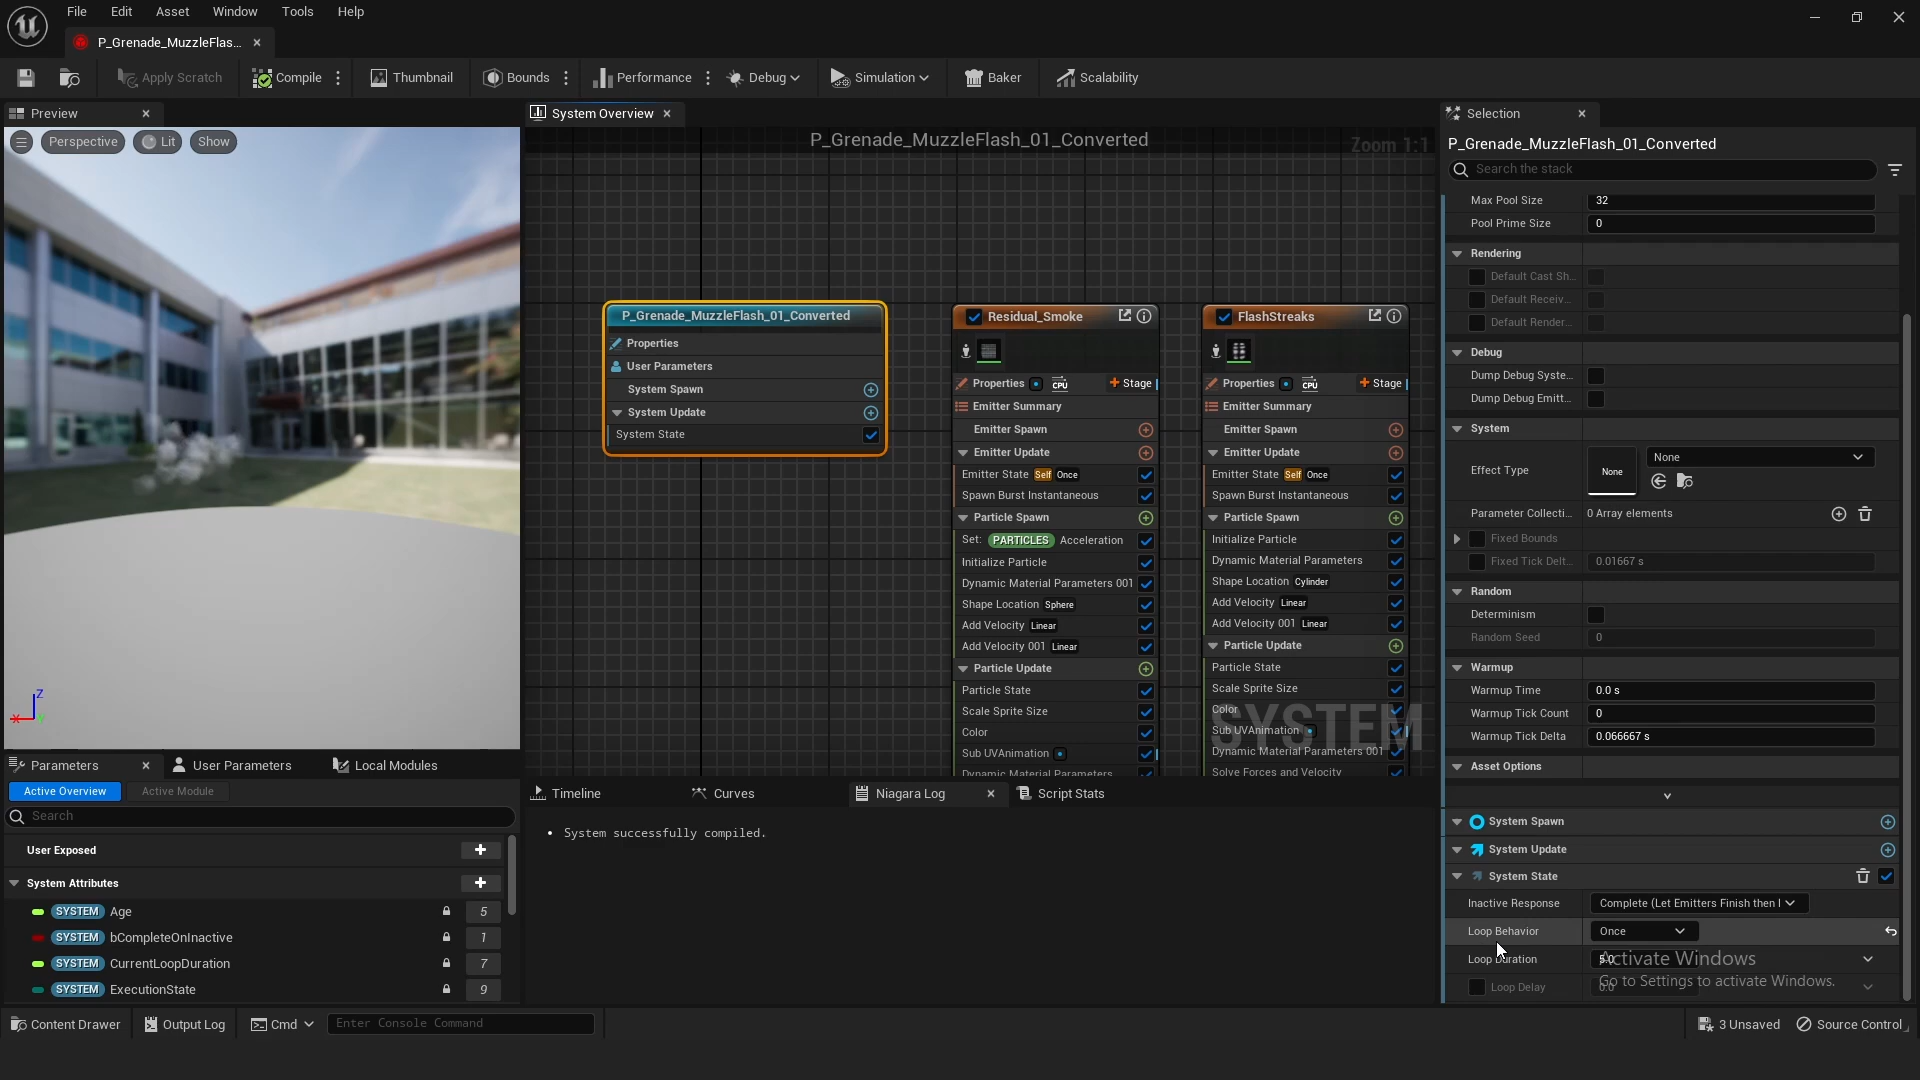 File Edit Asset Window Tools Help
P_Grenade_MuzzleFlas...
Apply Scratch Compile Thumbnail Bounds Performance Debug Simulation Baker Scalability
Preview
Perspective Lit Show
Z
X
Parameters User Parameters Local Modules
Active Overview Active Module
Search
User Exposed
System Attributes
SYSTEM Age 5
SYSTEM bCompleteOnInactive 1
SYSTEM CurrentLoopDuration 7
SYSTEM ExecutionState 9
System Overview
P_Grenade_MuzzleFlash_01_Converted
Zoom 1:1
P_Grenade_MuzzleFlash_01_Converted
Properties
User Parameters
System Spawn
System Update
System State
Residual_Smoke
Properties CPU Stage
Emitter Summary
Emitter Spawn
Emitter Update
Emitter State Self Once
Spawn Burst Instantaneous
Particle Spawn
Set: PARTICLES Acceleration
Initialize Particle
Dynamic Material Parameters 001
Shape Location Sphere
Add Velocity Linear
Add Velocity 001 Linear
Particle Update
Particle State
Scale Sprite Size
Color
Sub UVAnimation
Dynamic Material Parameters
FlashStreaks
Properties CPU Stage
Emitter Summary
Emitter Spawn
Emitter Update
Emitter State Self Once
Spawn Burst Instantaneous
Particle Spawn
Initialize Particle
Dynamic Material Parameters
Shape Location Cylinder
Add Velocity Linear
Add Velocity 001 Linear
Particle Update
Particle State
Scale Sprite Size
Color
Sub UVAnimation
Dynamic Material Parameters 001
Solve Forces and Velocity
SYSTEM
Timeline Curves Niagara Log Script Stats
• System successfully compiled.
Selection
P_Grenade_MuzzleFlash_01_Converted
Search the stack
Max Pool Size 32
Pool Prime Size 0
Rendering
Default Cast Sh...
Default Receiv...
Default Render...
Debug
Dump Debug Syste...
Dump Debug Emitt...
System
Effect Type None None
Parameter Collecti... 0 Array elements
Fixed Bounds
Fixed Tick Delt... 0.01667 s
Random
Determinism
Random Seed 0
Warmup
Warmup Time 0.0 s
Warmup Tick Count 0
Warmup Tick Delta 0.066667 s
Asset Options
System Spawn
System Update
System State
Inactive Response Complete (Let Emitters Finish then
Loop Behavior Once
Loop Duration 5.0
Loop Delay 0.0
Activate Windows
Go to Settings to activate Windows.
Content Drawer Output Log Cmd Enter Console Command 3 Unsaved Source Control